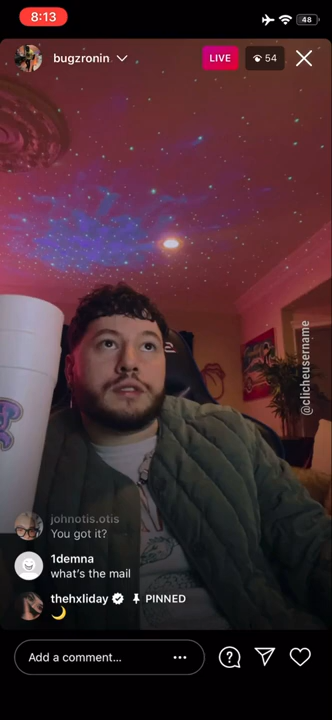 8:13
48
bugzronin
LIVE
54
@clicheusername
johnotis.otis
You got it?
1demna
what's the mail
thehxliday PINNED
🌙
Add a comment...